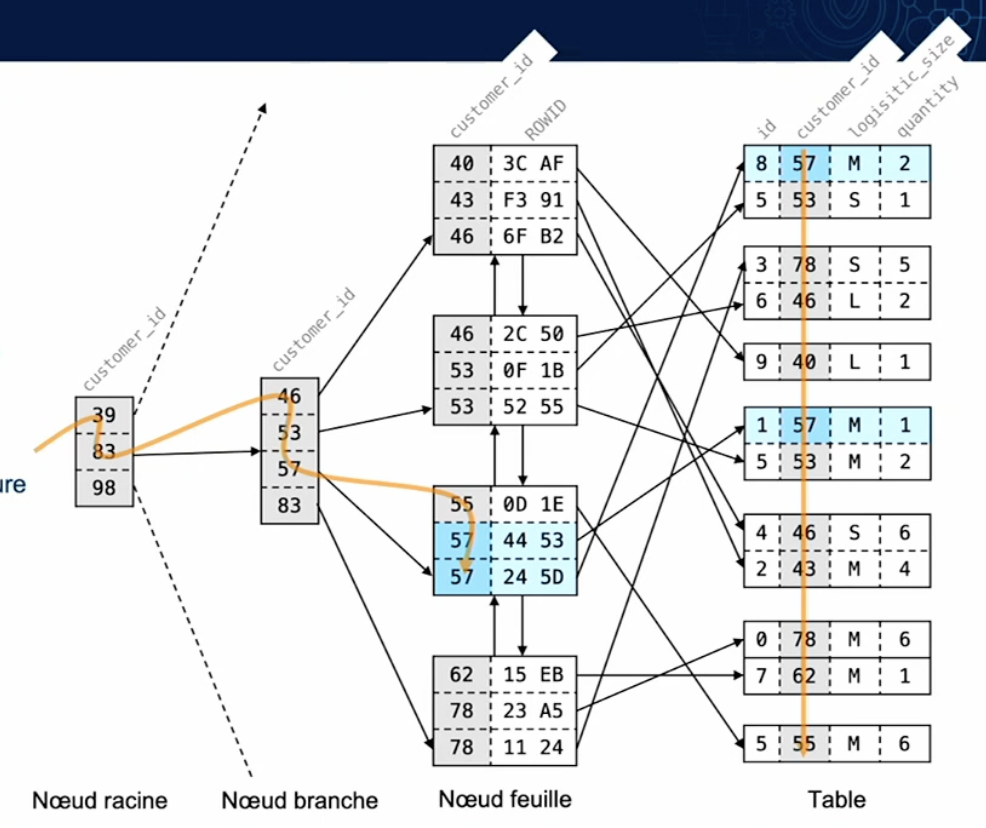 ure
customer_id
39
83
98
Nœud racine
customer_id
46
53
57
83
Nœud branche
customer_id ROWID
40 3C AF
43 F3 91
46 6F B2
46 2C 50
53 0F 1B
53 52 55
55 0D 1E
57 44 53
57 24 5D
62 15 EB
78 23 A5
78 11 24
Nœud feuille
id customer_id logisitic_size quantity
8 57 M 2
5 53 S 1
3 78 S 5
6 46 L 2
9 40 L 1
1 57 M 1
5 53 M 2
4 46 S 6
2 43 M 4
0 78 M 6
7 62 M 1
5 55 M 6
Table